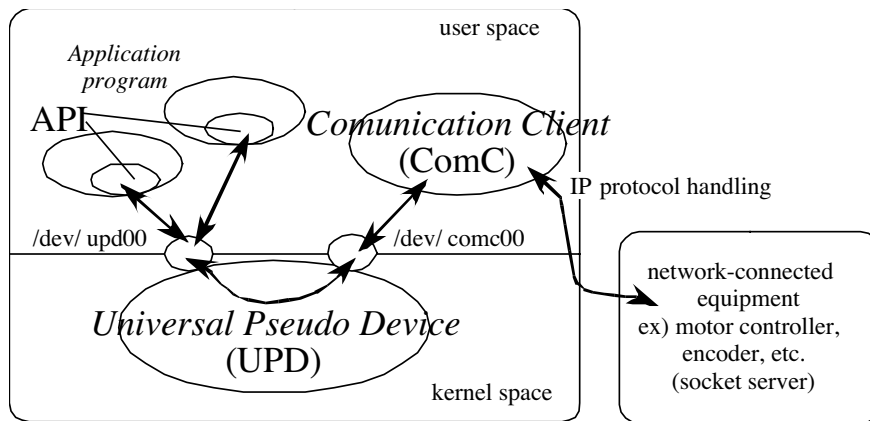 user space
Application
program
API
Comunication Client
(ComC)
IP protocol handling
/dev/ upd00
/dev/ comc00
network-connected
equipment
ex) motor controller,
encoder, etc.
(socket server)
Universal Pseudo Device
(UPD)
kernel space